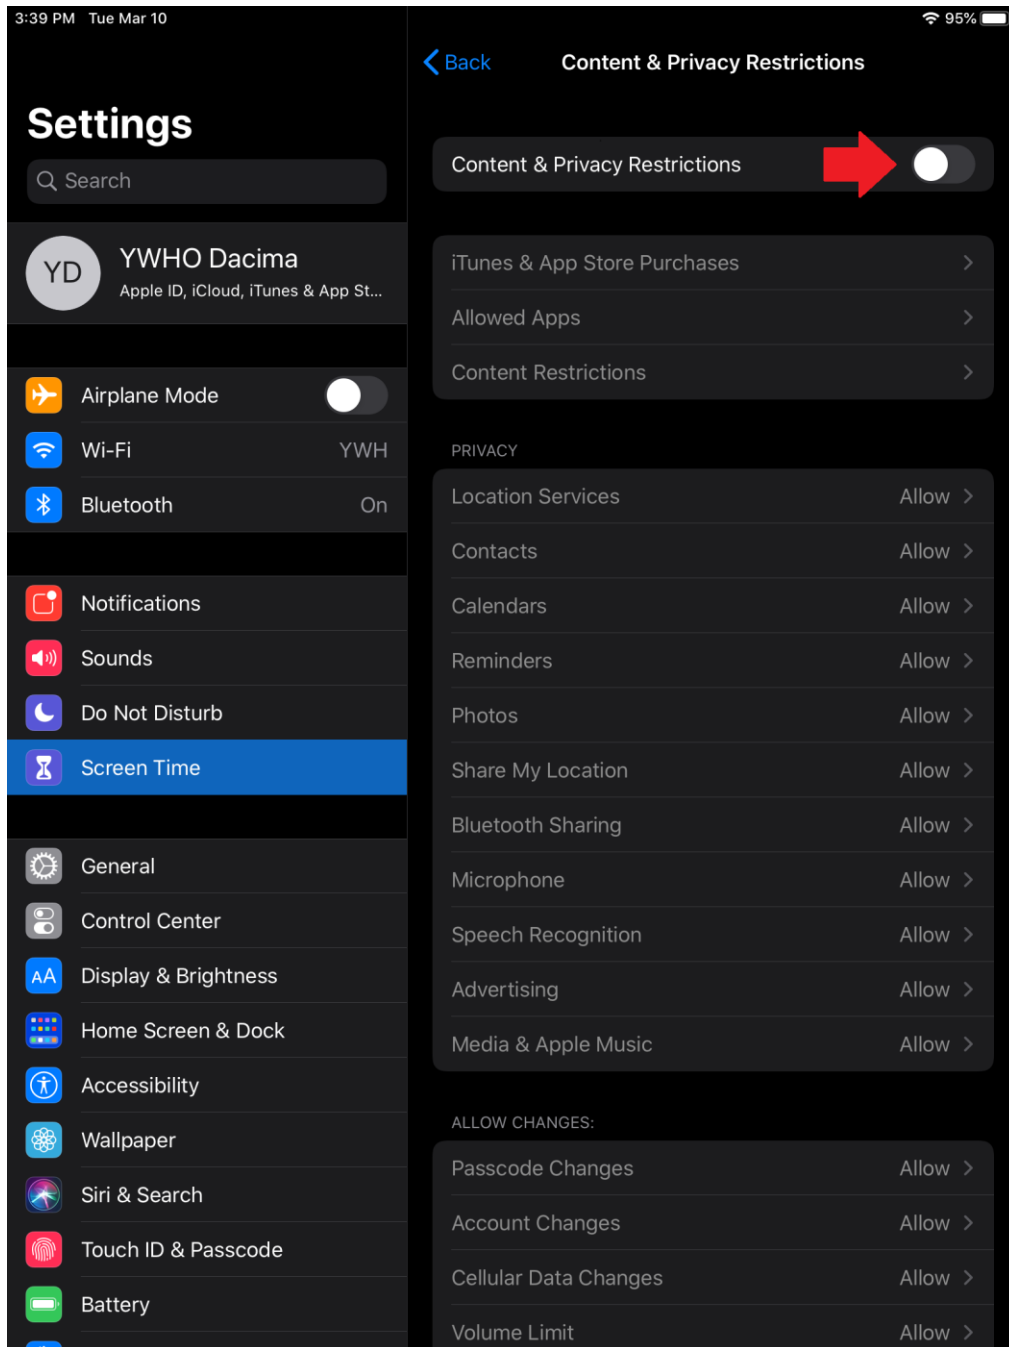 3:39 PM Tue Mar 10
95%
Settings
Search
YD
YWHO Dacima
Apple ID, iCloud, iTunes & App St...
Airplane Mode
Wi-Fi YWH
Bluetooth On
Notifications
Sounds
Do Not Disturb
Screen Time
General
Control Center
AA
Display & Brightness
Home Screen & Dock
Accessibility
Wallpaper
Siri & Search
Touch ID & Passcode
Battery
Back Content & Privacy Restrictions
Content & Privacy Restrictions
iTunes & App Store Purchases
Allowed Apps
Content Restrictions
PRIVACY
Location Services Allow
Contacts Allow
Calendars Allow
Reminders Allow
Photos Allow
Share My Location Allow
Bluetooth Sharing Allow
Microphone Allow
Speech Recognition Allow
Advertising Allow
Media & Apple Music Allow
ALLOW CHANGES:
Passcode Changes Allow
Account Changes Allow
Cellular Data Changes Allow
Volume Limit Allow